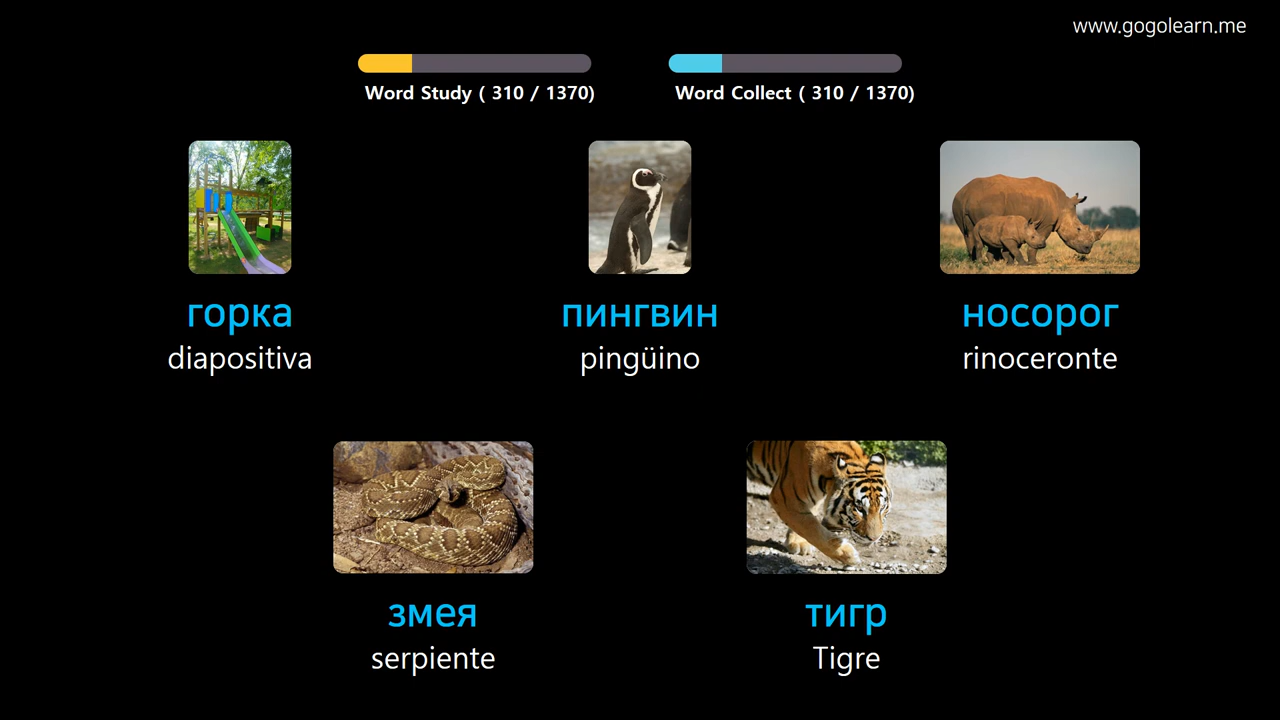 www.gogolearn.me
Word Study ( 310 / 1370)
Word Collect ( 310 / 1370)
горка
diapositiva
пингвин
pingüino
носорог
rinoceronte
змея
serpiente
тигр
Tigre